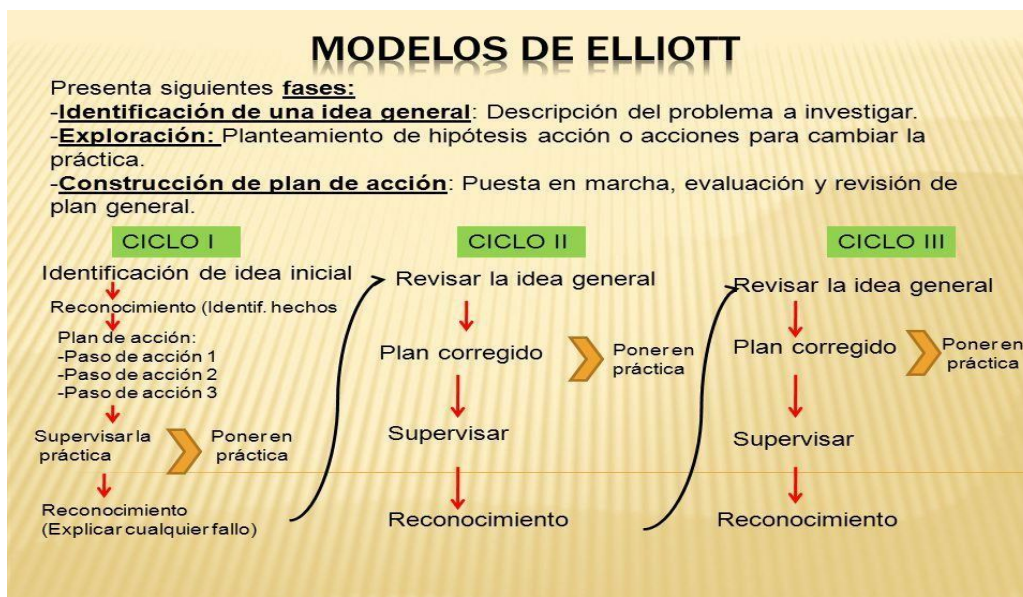 MODELOS DE ELLIOTT
Presenta siguientes fases:
-Identificación de una idea general: Descripción del problema a investigar.
-Exploración: Planteamiento de hipótesis acción o acciones para cambiar la
práctica.
-Construcción de plan de acción: Puesta en marcha, evaluación y revisión de
plan general.
CICLO I
Identificación de idea inicial
Reconocimiento (Identif. hechos
Plan de acción:
-Paso de acción 1
-Paso de acción 2
-Paso de acción 3
Supervisar la
práctica
Poner en
práctica
Reconocimiento
(Explicar cualquier fallo)
CICLO II
Revisar la idea general
Plan corregido
Poner en
práctica
Supervisar
Reconocimiento
CICLO III
Revisar la idea general
Plan corregido
Poner en
práctica
Supervisar
Reconocimiento